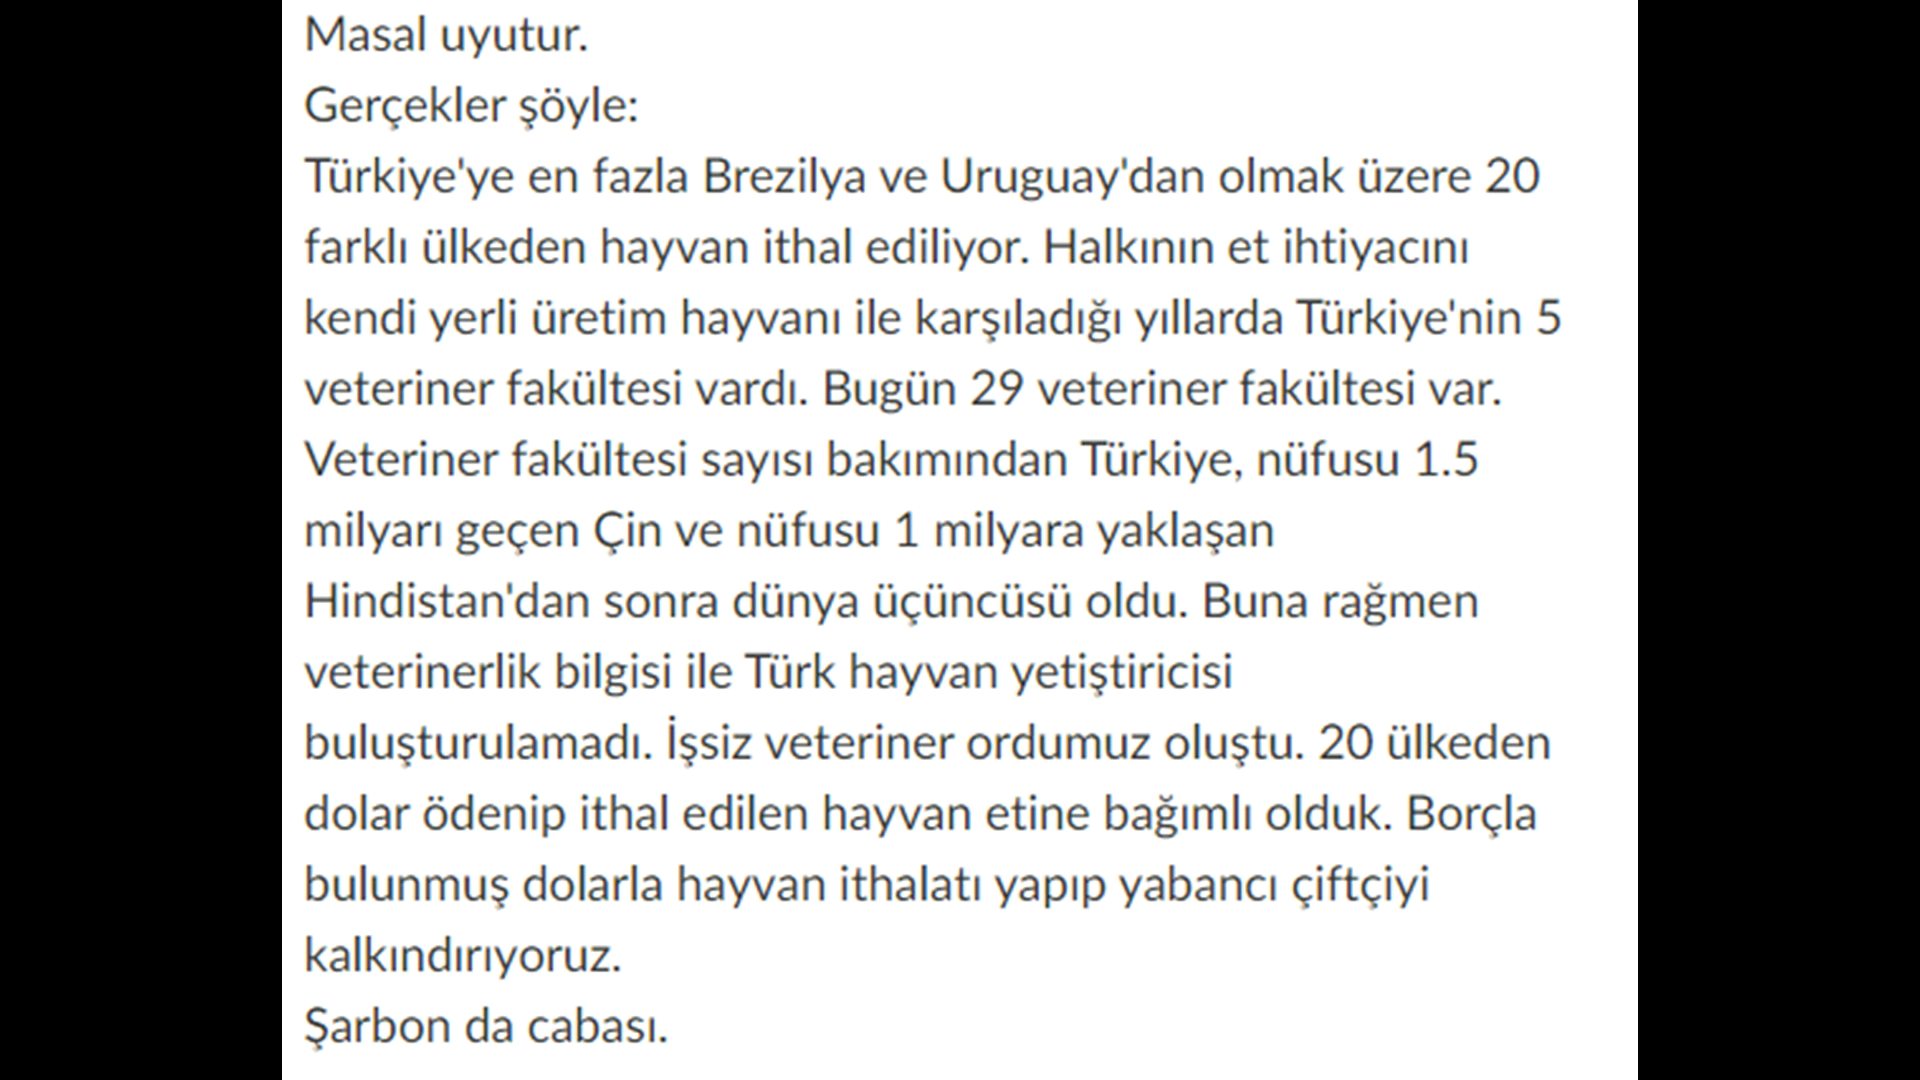 Masal uyutur.
Gerçekler şöyle:
Türkiye'ye en fazla Brezilya ve Uruguay'dan olmak üzere 20
farklı ülkeden hayvan ithal ediliyor. Halkının et ihtiyacını
kendi yerli üretim hayvanı ile karşıladığı yıllarda Türkiye'nin 5
veteriner fakültesi vardı. Bugün 29 veteriner fakültesi var.
Veteriner fakültesi sayısı bakımından Türkiye, nüfusu 1.5
milyarı geçen Çin ve nüfusu 1 milyara yaklaşan
Hindistan'dan sonra dünya üçüncüsü oldu. Buna rağmen
veterinerlik bilgisi ile Türk hayvan yetiştiricisi
buluşturulamadı. İşsiz veteriner ordumuz oluştu. 20 ülkeden
dolar ödenip ithal edilen hayvan etine bağımlı olduk. Borçla
bulunmuş dolarla hayvan ithalatı yapıp yabancı çiftçiyi
kalkındırıyoruz.
Şarbon da cabası.